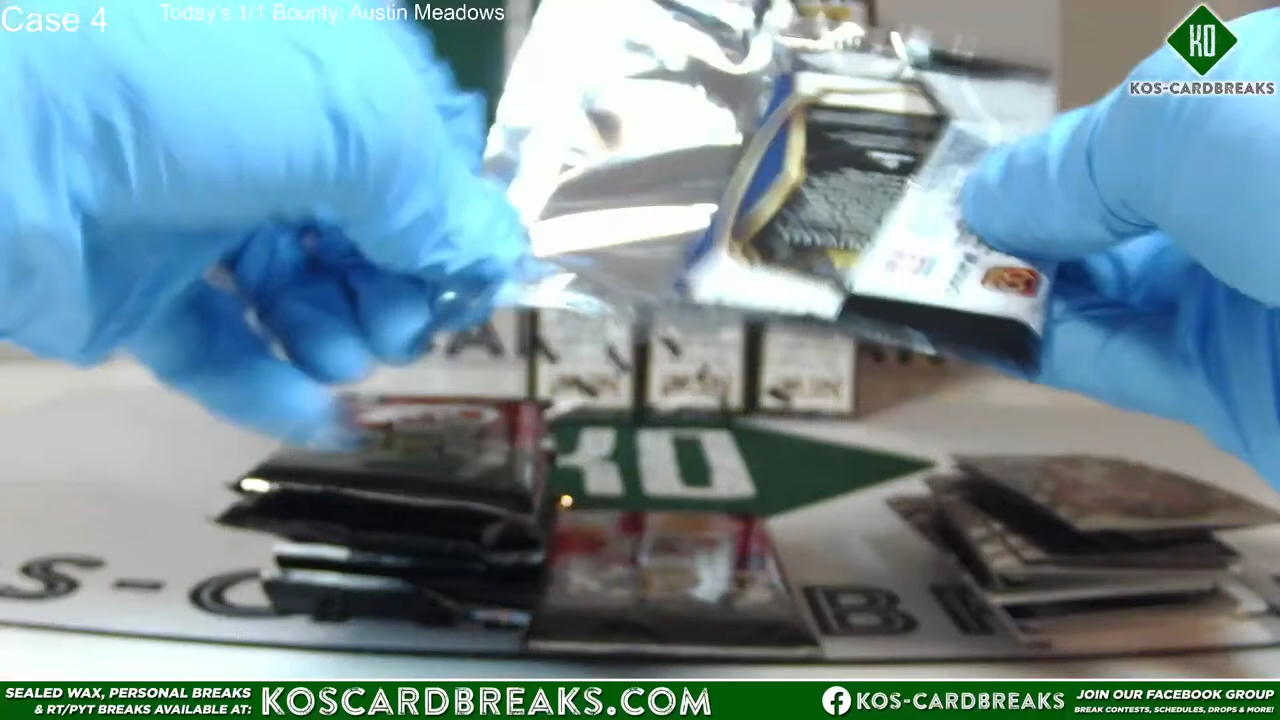 Case 4
Today's 1/1 Bounty: Austin Meadows
KO
KOS-CARDBREAKS
KO
SEALED WAX, PERSONAL BREAKS
& RT/PYT BREAKS AVAILABLE AT:
KOSCARDBREAKS.COM
KOS-CARDBREAKS
JOIN OUR FACEBOOK GROUP
BREAK CONTESTS, SCHEDULES, DROPS & MORE!